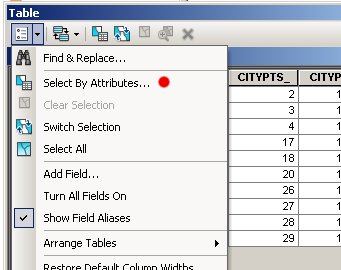 Table
Find & Replace...
CITYPTS_ CITYP
Select By Attributes...
2 1
Clear Selection
3 1
Switch Selection
4 1
Select All
17 1
18 1
Add Field...
20 1
Turn All Fields On
26 1
Show Field Aliases
27 1
28 1
Arrange Tables
29 1
Restore Default Column Widths